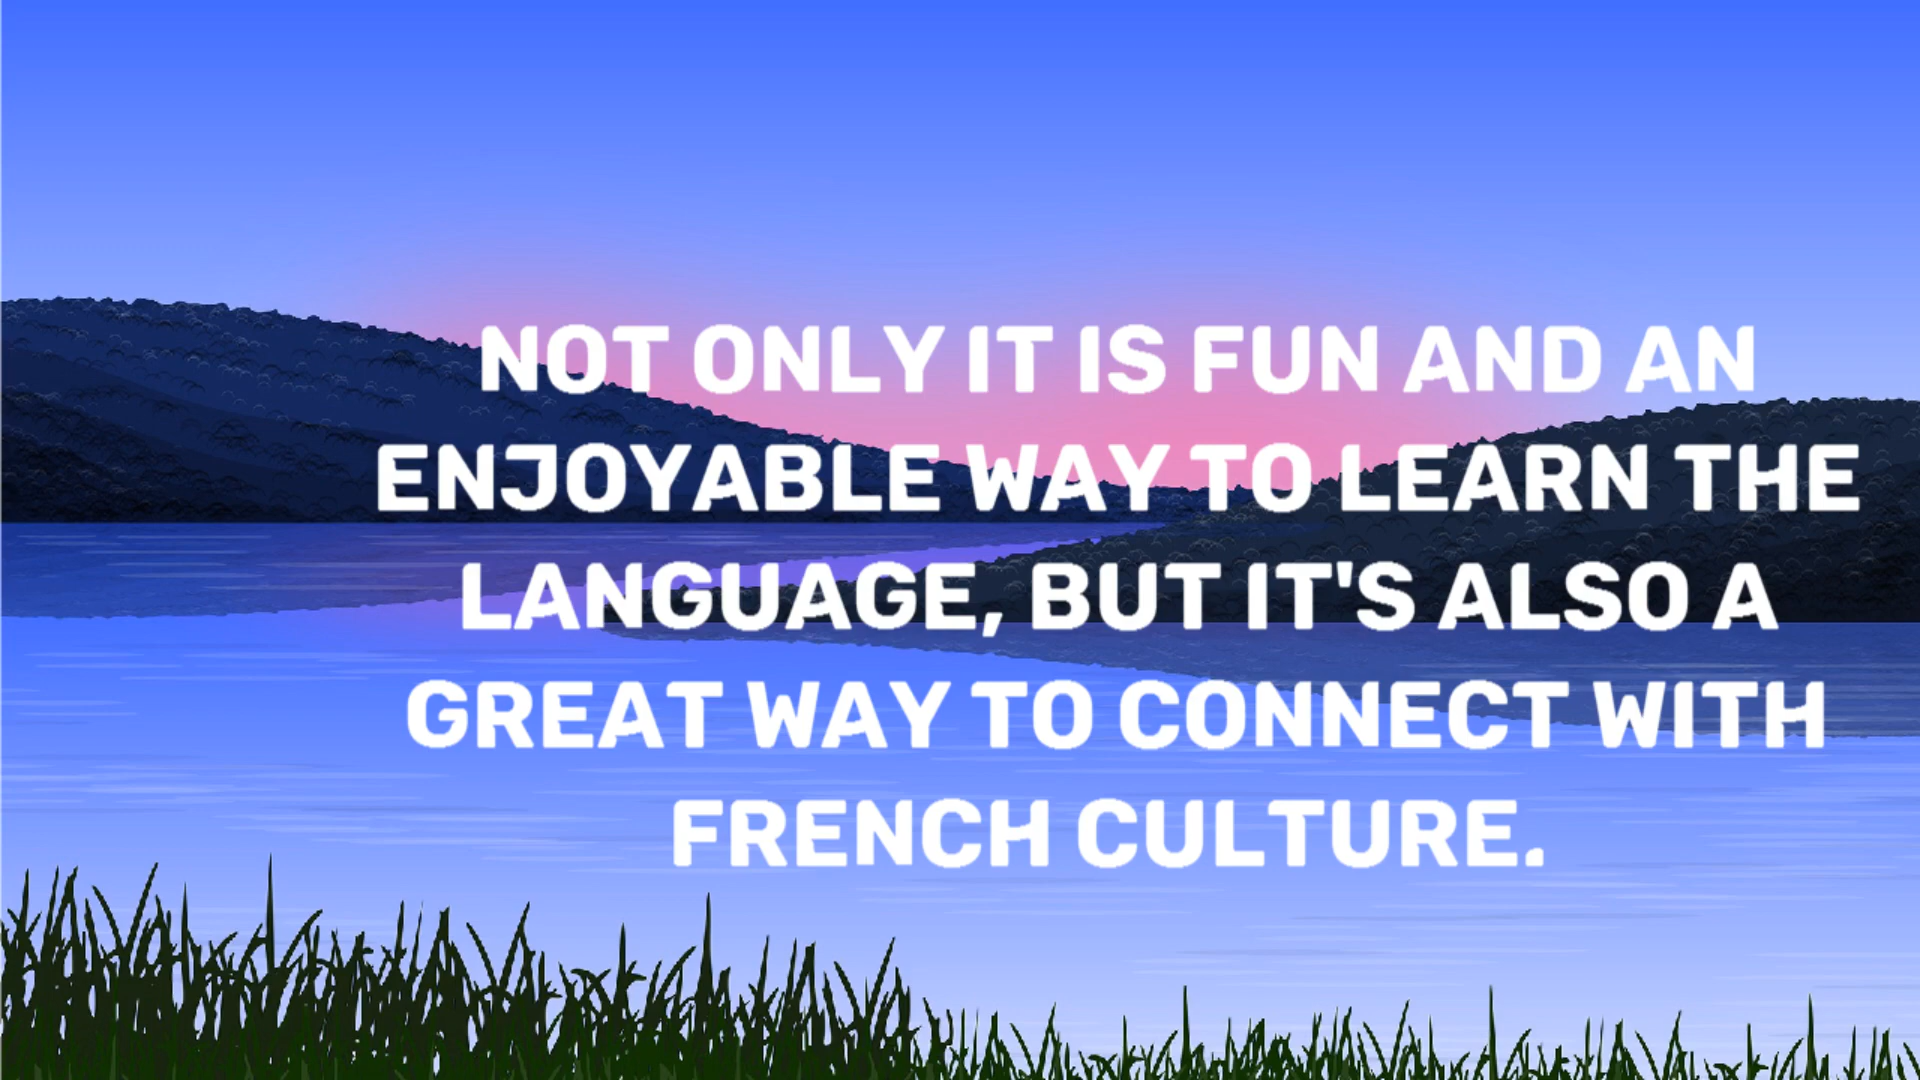 NOT ONLY IT IS FUN AND AN
ENJOYABLE WAY TO LEARN THE
LANGUAGE, BUT IT'S ALSO A
GREAT WAY TO CONNECT WITH
FRENCH CULTURE.